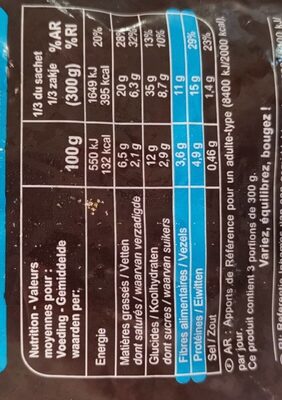 Nutrition - Valeurs
moyennes pour :
Voeding - Gemiddelde
waarden per:
100g
1/3 du sachet
1/3 zakje
(300g)
%AR
%RI
Energie
550 kJ
132 kcal
1649 kJ
395 kcal
20%
Matières grasses / Vetten
6,5 g
20 g
28%
dont saturés / waarvan verzadigde
2,1 g
6,3 g
32%
Glucides / Koolhydraten
12 g
35 g
13%
dont sucres / waarvan suikers
2,9 g
8,7 g
10%
Fibres alimentaires / Vezels
3,6 g
11 g
Protéines / Eiwitten
4,9 g
15 g
29%
Sel / Zout
0,46 g
1,4 g
23%
AR : Apports de Référence pour un adulte-type (8400 kJ/2000 kcal)
par jour.
Ce produit contient 3 portions de 300 g.
Variez, équilibrez, bougez !